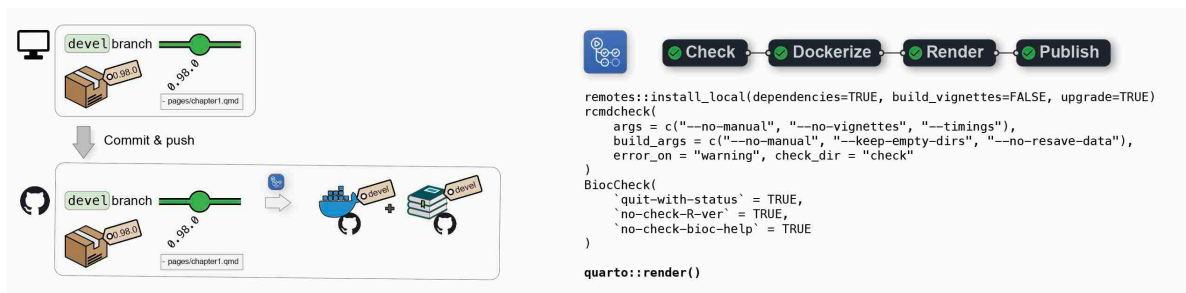 devel branch
0.98.0
0.98.0
- pages/chapter1.qmd
Commit & push
devel branch
0.98.0
0.98.0
- pages/chapter1.qmd
devel
+
devel
Check
Dockerize
Render
Publish
remotes::install_local(dependencies=TRUE, build_vignettes=FALSE, upgrade=TRUE)
rcmdcheck(
    args = c("--no-manual", "--no-vignettes", "--timings"),
    build_args = c("--no-manual", "--keep-empty-dirs", "--no-resave-data"),
    error_on = "warning", check_dir = "check"
)
BiocCheck(
    `quit-with-status` = TRUE,
    `no-check-R-ver` = TRUE,
    `no-check-bioc-help` = TRUE
)
quarto::render()